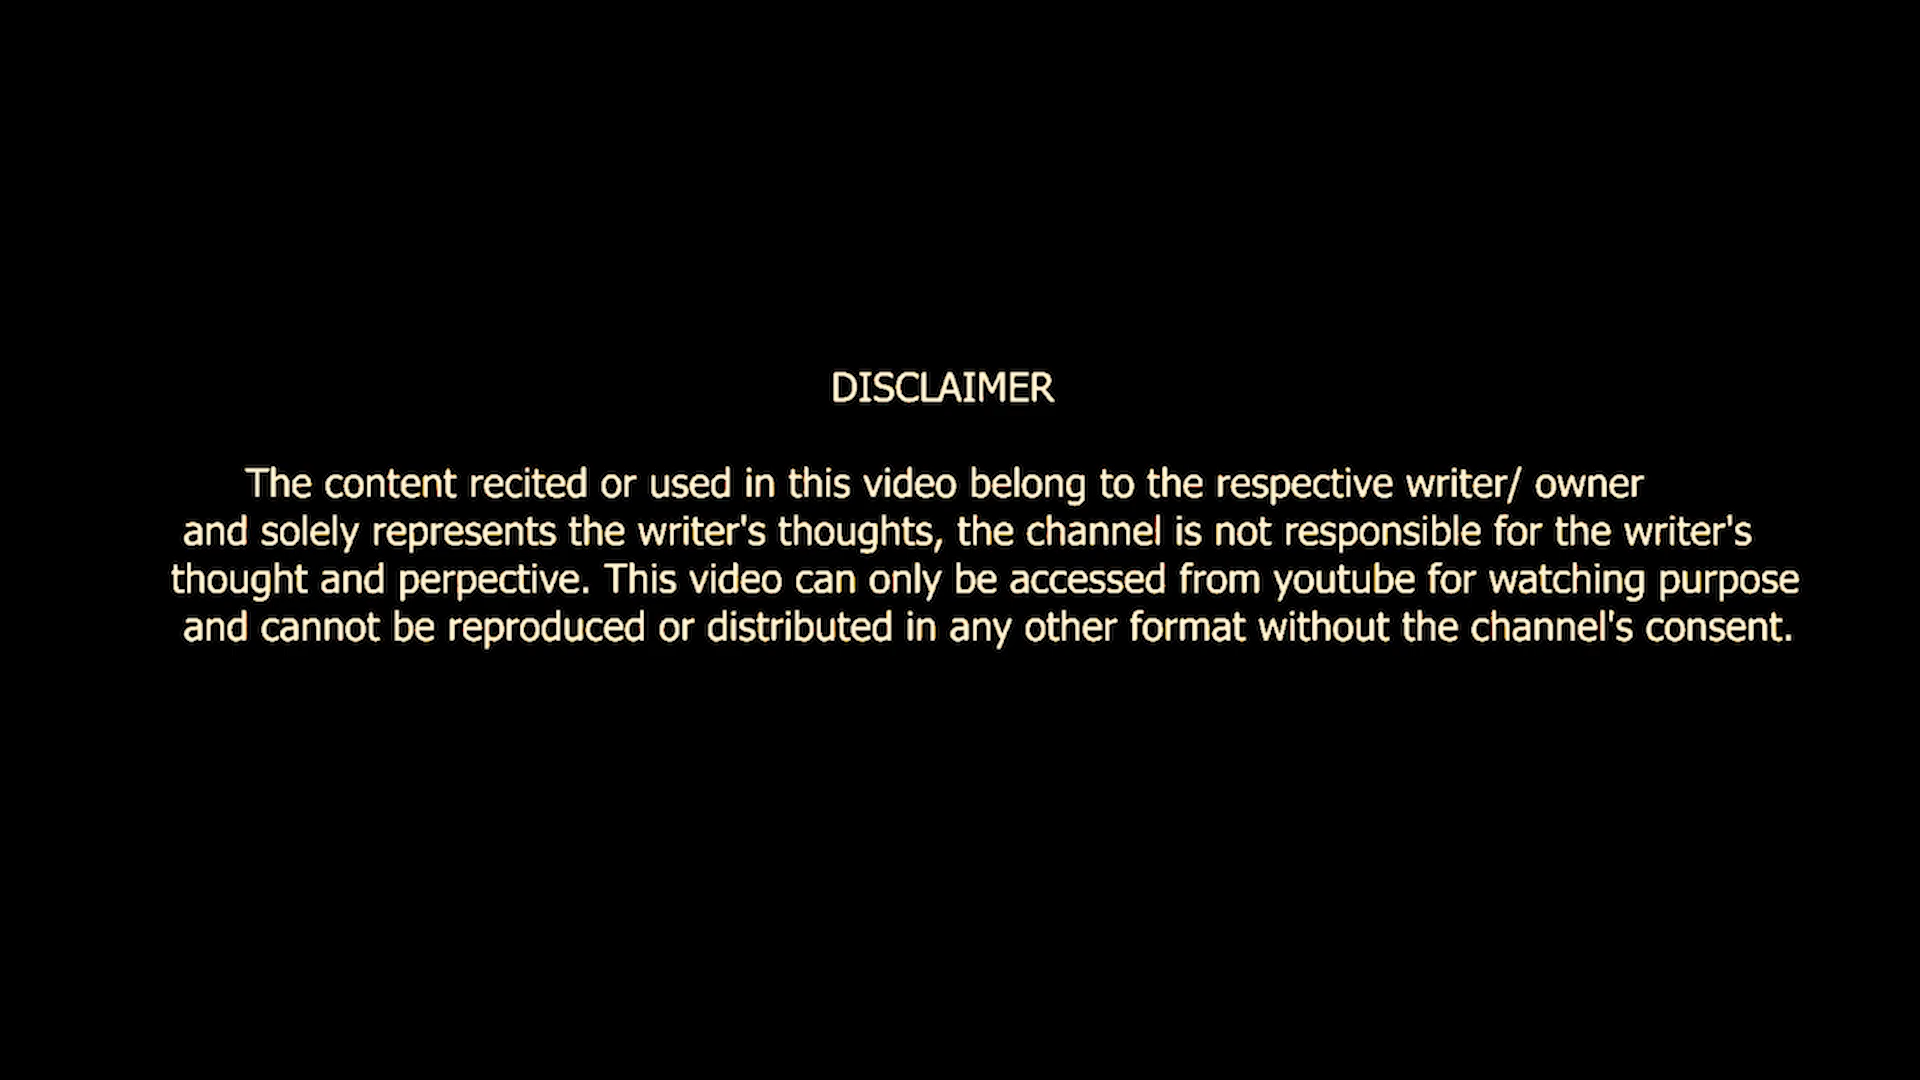 DISCLAIMER
The content recited or used in this video belong to the respective writer/ owner
and solely represents the writer's thoughts, the channel is not responsible for the writer's
thought and perpective. This video can only be accessed from youtube for watching purpose
and cannot be reproduced or distributed in any other format without the channel's consent.